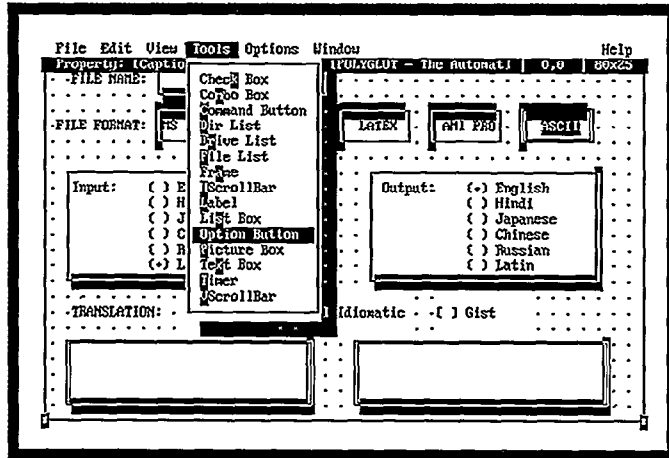 File Edit View Tools Options Window Help
Property: [Caption [POLYGLOT - The Automat] 0,0 80x25
FILE NAME:
Check Box
Combo Box
Command Button
Dir List
Drive List
File List
Frame
HScrollBar
Label
List Box
Option Button
Picture Box
Text Box
Timer
VScrollBar
FILE FORMAT: MS LATEX AMI PRO ASCII
Input: ( ) E
( ) H
( ) J
( ) C
( ) R
(•) L
Output: (•) English
( ) Hindi
( ) Japanese
( ) Chinese
( ) Russian
( ) Latin
TRANSLATION: Idiomatic [ ] Gist